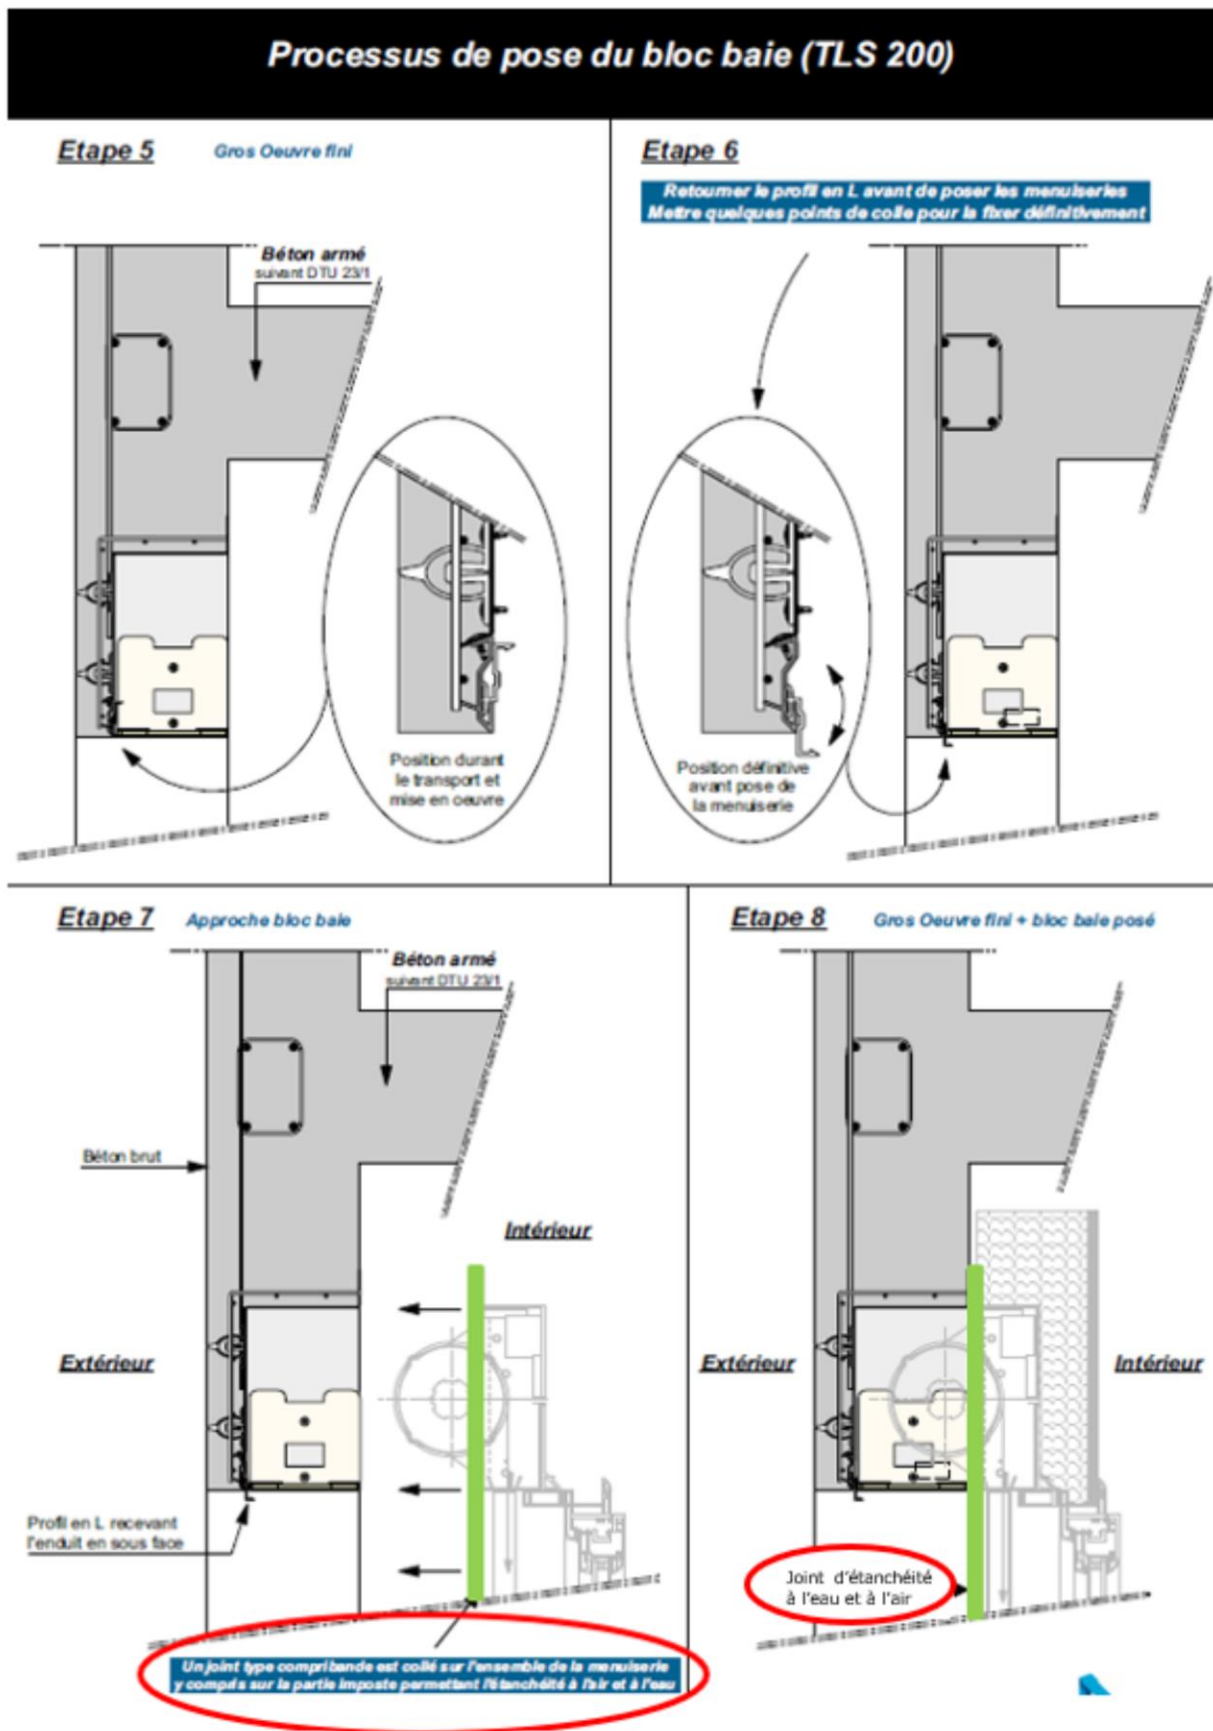 Processus de pose du bloc baie (TLS 200)
Etape 5
Gros Oeuvre fini
Béton armé
suivant DTU 23/1
Position durant
le transport et
mise en oeuvre
Etape 6
Retourner le profil en L avant de poser les menuiseries
Mettre quelques points de colle pour la fixer définitivement
Position définitive
avant pose de
la menuiserie
Etape 7
Approche bloc baie
Béton armé
suivant DTU 23/1
Béton brut
Intérieur
Extérieur
Profil en L recevant
l'enduit en sous face
Un joint type compribande est collé sur l'ensemble de la menuiserie
y compris sur la partie imposte permettant l'étanchéité à l'air et à l'eau
Etape 8
Gros Oeuvre fini + bloc baie posé
Extérieur
Intérieur
Joint d'étanchéité
à l'eau et à l'air